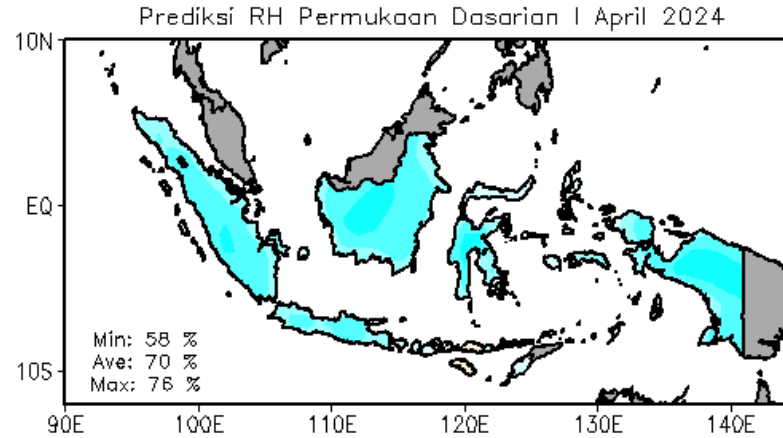 Prediksi RH Permukaan Dasarian I April 2024
10N
EQ
10S
Min: 58 %
Ave: 70 %
Max: 76 %
90E 100E 110E 120E 130E 140E